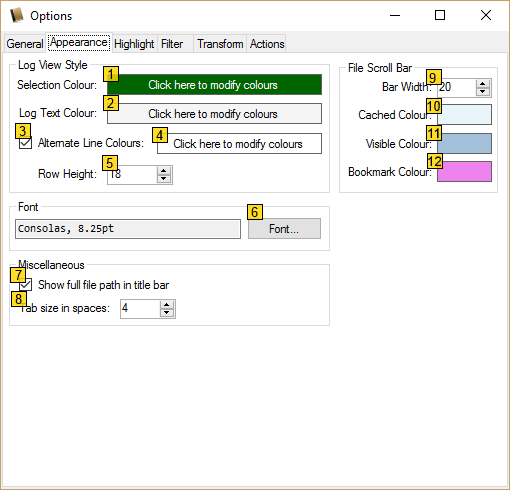 Options
General Appearance Highlight Filter Transform Actions
Log View Style
1
Selection Colour: Click here to modify colours
2
Log Text Colour: Click here to modify colours
3 4
Alternate Line Colours: Click here to modify colours
5
Row Height: 18
Font
6
Consolas, 8.25pt Font...
Miscellaneous
7
Show full file path in title bar
8
Tab size in spaces: 4
File Scroll Bar
9
Bar Width: 20
10
Cached Colour:
11
Visible Colour:
12
Bookmark Colour: